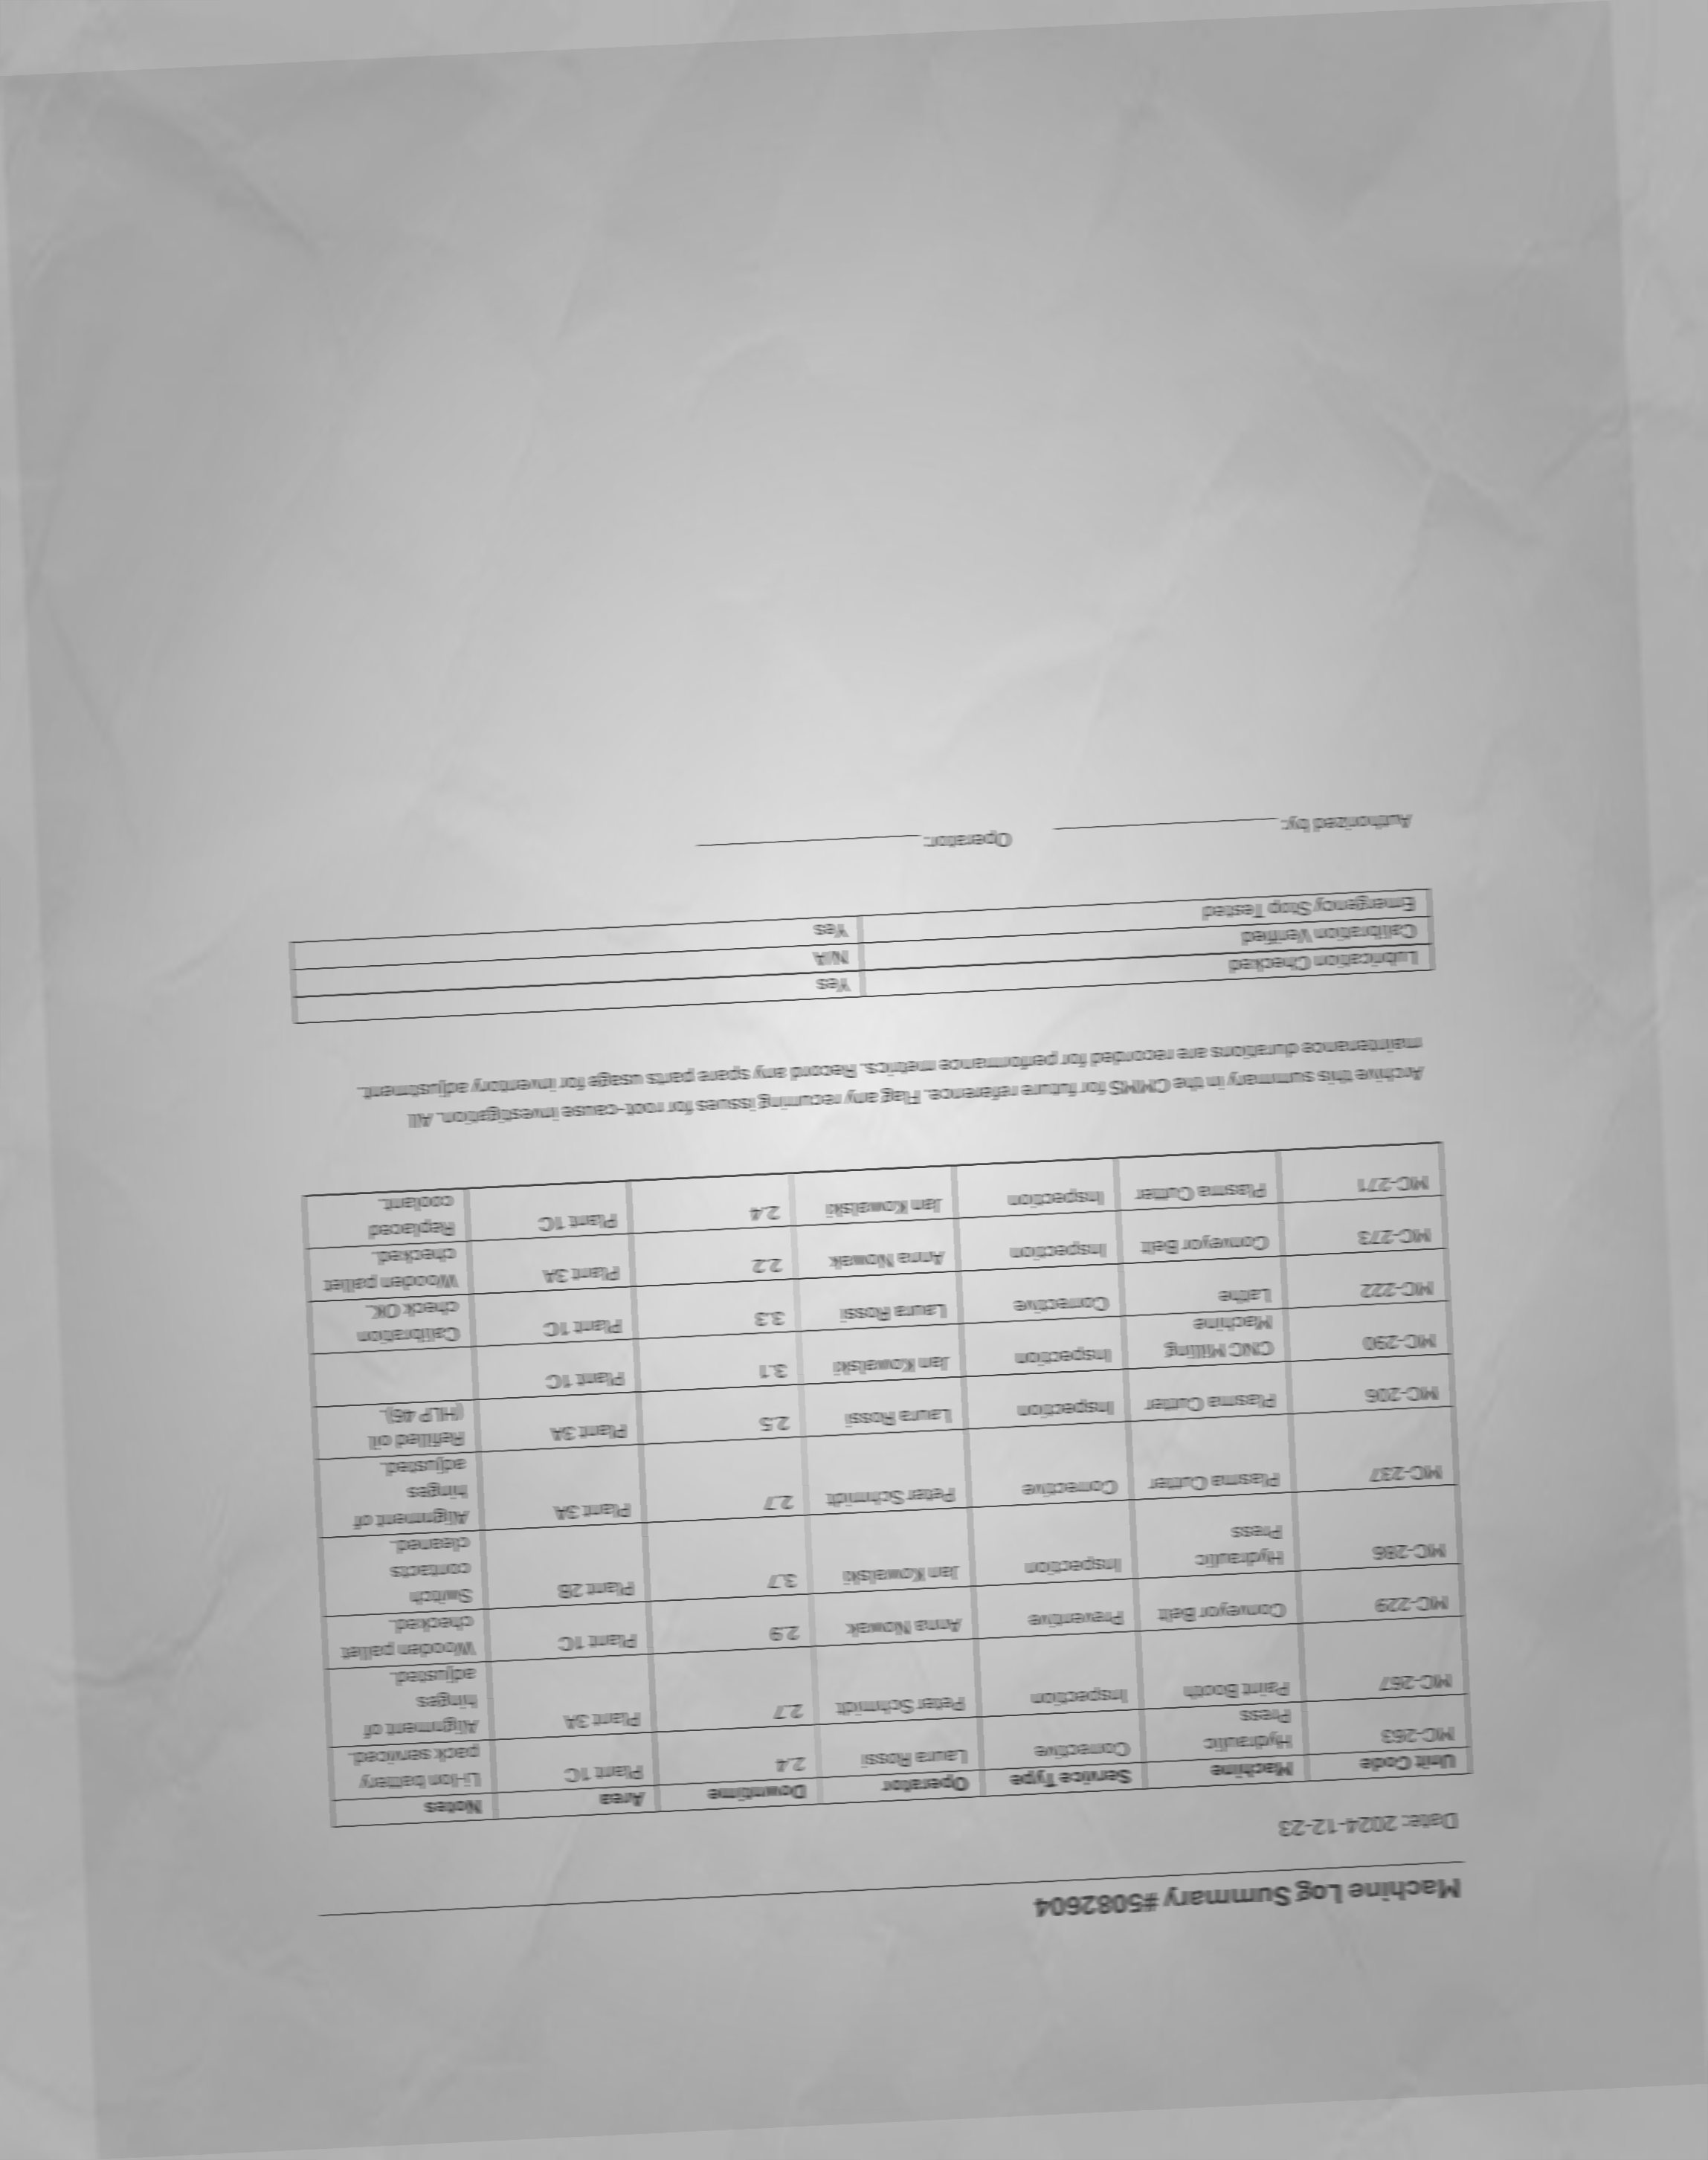 Machine Log Summary #5082604
Date: 2024-12-23
Unit Code Machine Service Type Operator Downtime Area Notes
MC-263 Hydraulic Press Corrective Laura Rossi 2.4 Plant 1C Li-Ion battery pack serviced.
MC-267 Paint Booth Inspection Peter Schmidt 2.7 Plant 3A Alignment of hinges adjusted.
MC-229 Conveyor Belt Preventive Anna Nowak 2.9 Plant 1C Wooden pallet checked.
MC-286 Hydraulic Press Inspection Jan Kowalski 3.7 Plant 2B Switch contacts cleaned.
MC-237 Plasma Cutter Corrective Peter Schmidt 2.7 Plant 3A Alignment of hinges adjusted.
MC-206 Plasma Cutter Inspection Laura Rossi 2.5 Plant 3A Refilled oil (HLP 46).
MC-290 CNC Milling Machine Inspection Jan Kowalski 3.1 Plant 1C
MC-222 Lathe Corrective Laura Rossi 3.3 Plant 1C Calibration check OK.
MC-273 Conveyor Belt Inspection Anna Nowak 2.2 Plant 3A Wooden pallet checked.
MC-271 Plasma Cutter Inspection Jan Kowalski 2.4 Plant 1C Replaced coolant.
Archive this summary in the CMMS for future reference. Flag any recurring issues for root-cause investigation. All
maintenance durations are recorded for performance metrics. Record any spare parts usage for inventory adjustment.
Lubrication Checked Yes
Calibration Verified N/A
Emergency Stop Tested Yes
Authorized by: Operator: